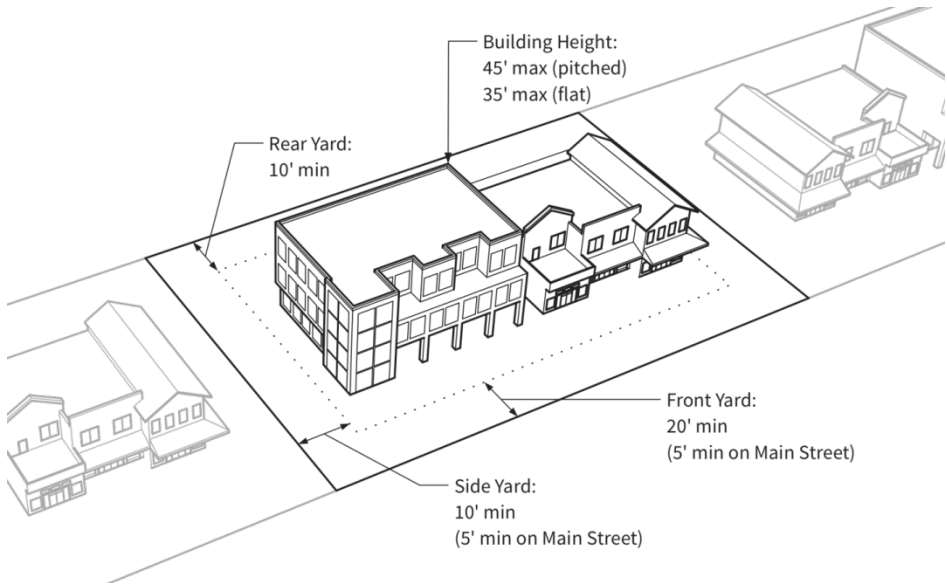 Building Height:
45' max (pitched)
35' max (flat)
Rear Yard:
10' min
Front Yard:
20' min
(5' min on Main Street)
Side Yard:
10' min
(5' min on Main Street)